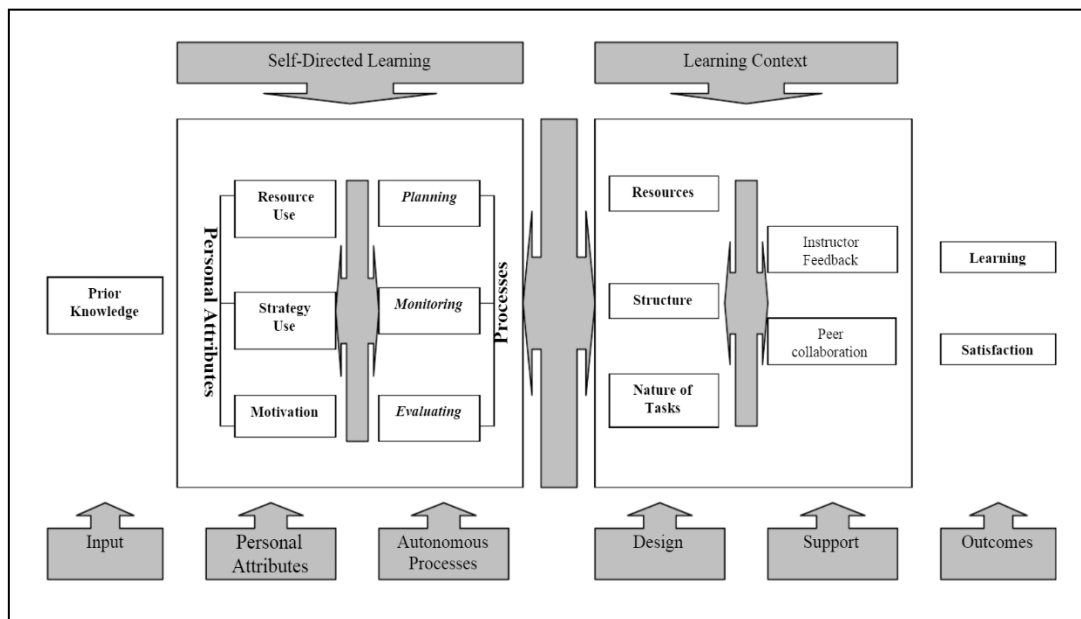 Self-Directed Learning
Learning Context
Prior
Knowledge
Personal Attributes
Resource
Use
Strategy
Use
Motivation
Planning
Monitoring
Evaluating
Processes
Resources
Structure
Nature of
Tasks
Instructor
Feedback
Peer
collaboration
Learning
Satisfaction
Input
Personal
Attributes
Autonomous
Processes
Design
Support
Outcomes